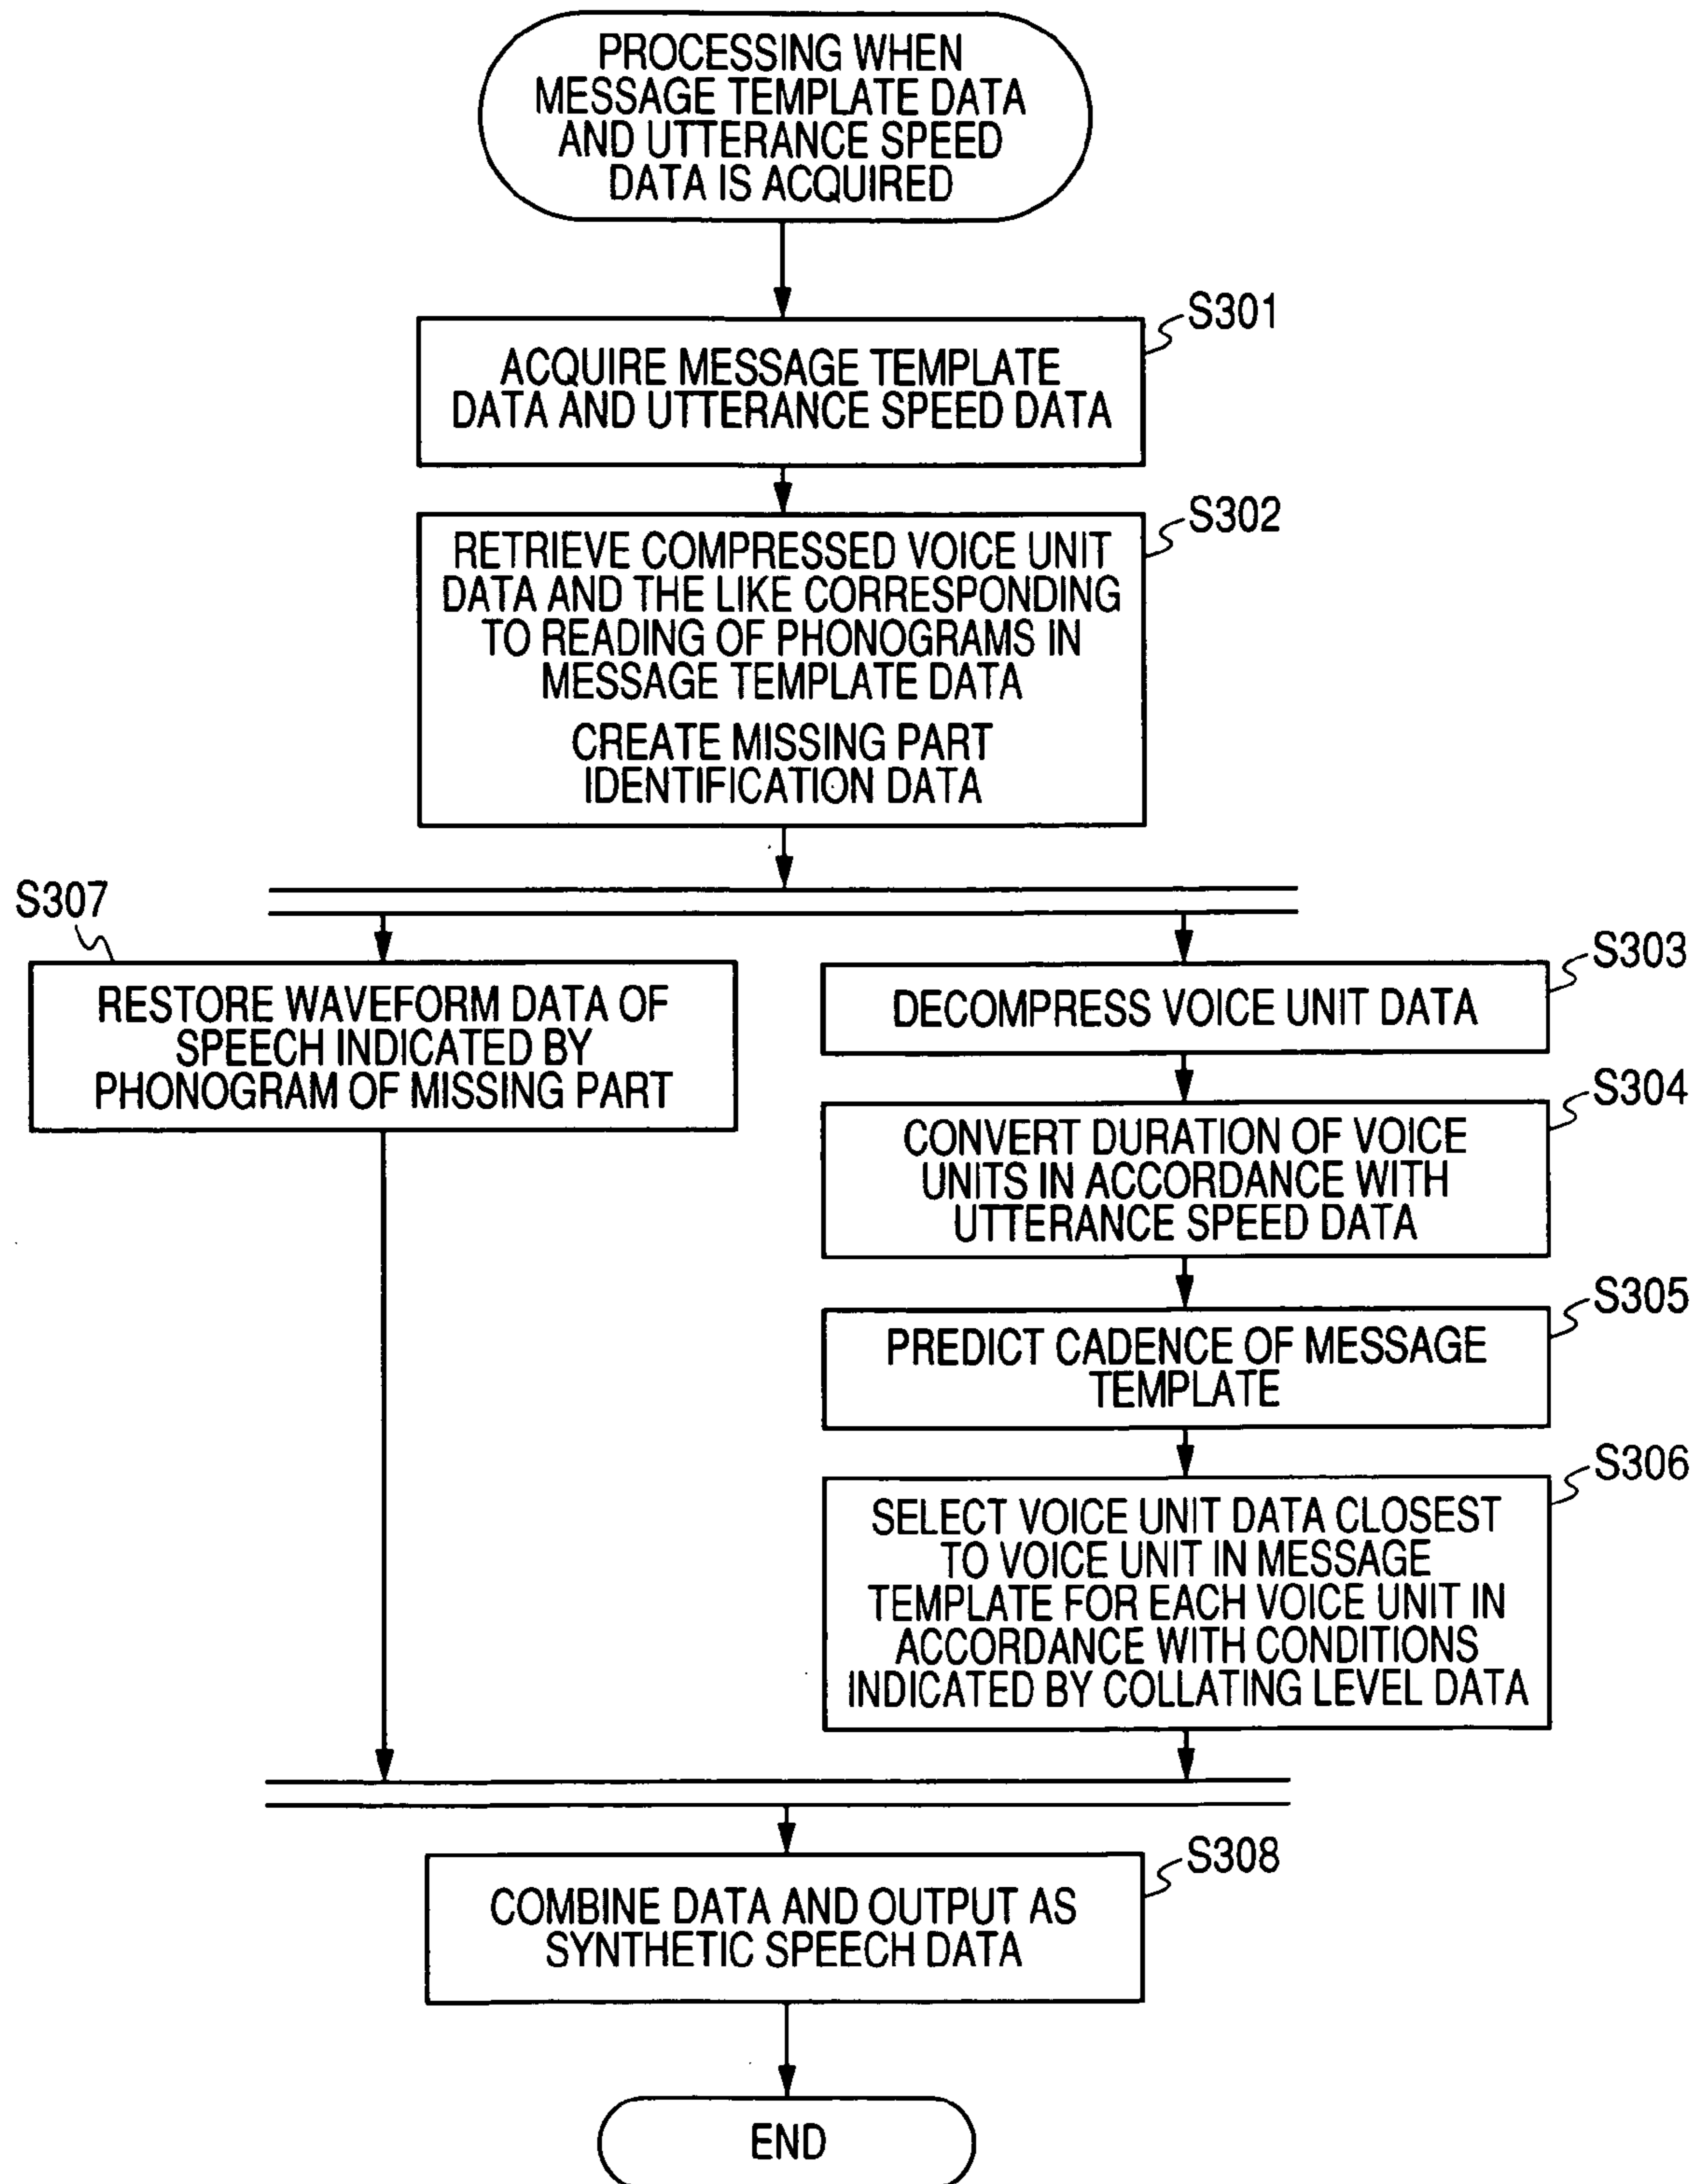 PROCESSING WHEN
MESSAGE TEMPLATE DATA
AND UTTERANCE SPEED
DATA IS ACQUIRED
S301
ACQUIRE MESSAGE TEMPLATE
DATA AND UTTERANCE SPEED DATA
S302
RETRIEVE COMPRESSED VOICE UNIT
DATA AND THE LIKE CORRESPONDING
TO READING OF PHONOGRAMS IN
MESSAGE TEMPLATE DATA
CREATE MISSING PART
IDENTIFICATION DATA
S307
RESTORE WAVEFORM DATA OF
SPEECH INDICATED BY
PHONOGRAM OF MISSING PART
S303
DECOMPRESS VOICE UNIT DATA
S304
CONVERT DURATION OF VOICE
UNITS IN ACCORDANCE WITH
UTTERANCE SPEED DATA
S305
PREDICT CADENCE OF MESSAGE
TEMPLATE
S306
SELECT VOICE UNIT DATA CLOSEST
TO VOICE UNIT IN MESSAGE
TEMPLATE FOR EACH VOICE UNIT IN
ACCORDANCE WITH CONDITIONS
INDICATED BY COLLATING LEVEL DATA
S308
COMBINE DATA AND OUTPUT AS
SYNTHETIC SPEECH DATA
END